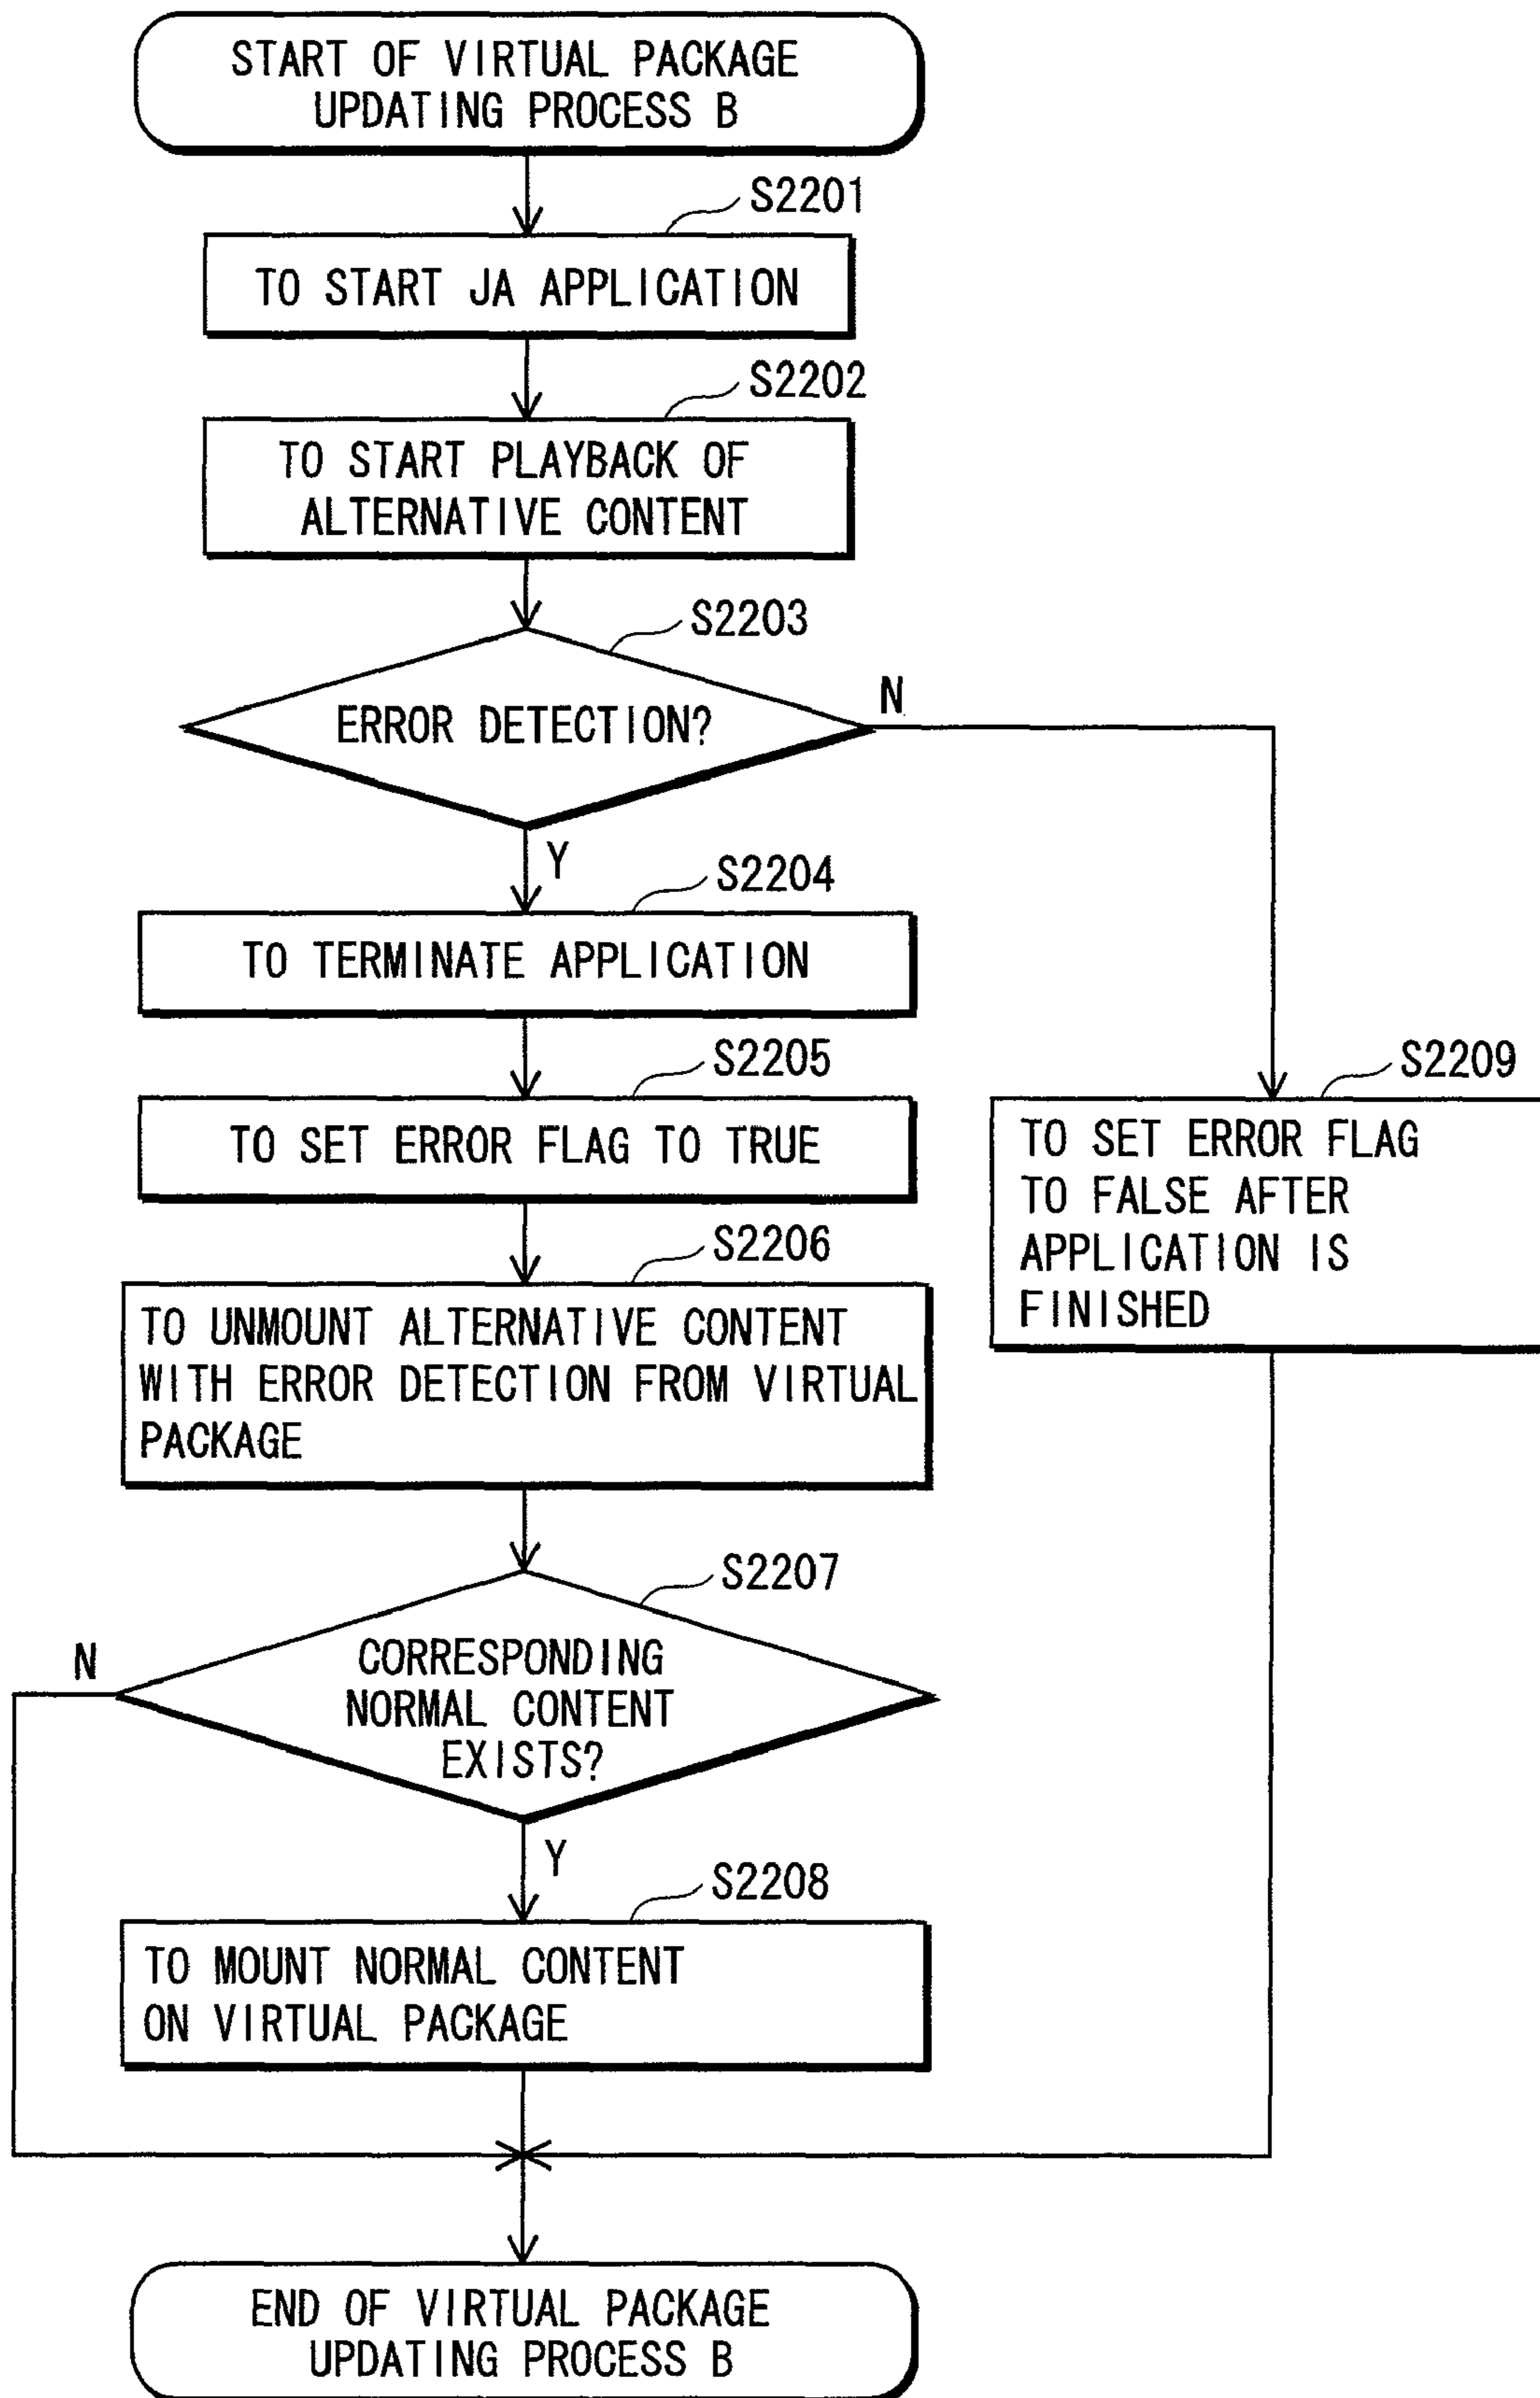 START OF VIRTUAL PACKAGE
UPDATING PROCESS B
S2201
TO START JA APPLICATION
S2202
TO START PLAYBACK OF
ALTERNATIVE CONTENT
S2203
ERROR DETECTION?
N
Y
S2204
TO TERMINATE APPLICATION
S2205
TO SET ERROR FLAG TO TRUE
S2209
TO SET ERROR FLAG
TO FALSE AFTER
APPLICATION IS
FINISHED
S2206
TO UNMOUNT ALTERNATIVE CONTENT
WITH ERROR DETECTION FROM VIRTUAL
PACKAGE
S2207
CORRESPONDING
NORMAL CONTENT
EXISTS?
N
Y
S2208
TO MOUNT NORMAL CONTENT
ON VIRTUAL PACKAGE
END OF VIRTUAL PACKAGE
UPDATING PROCESS B